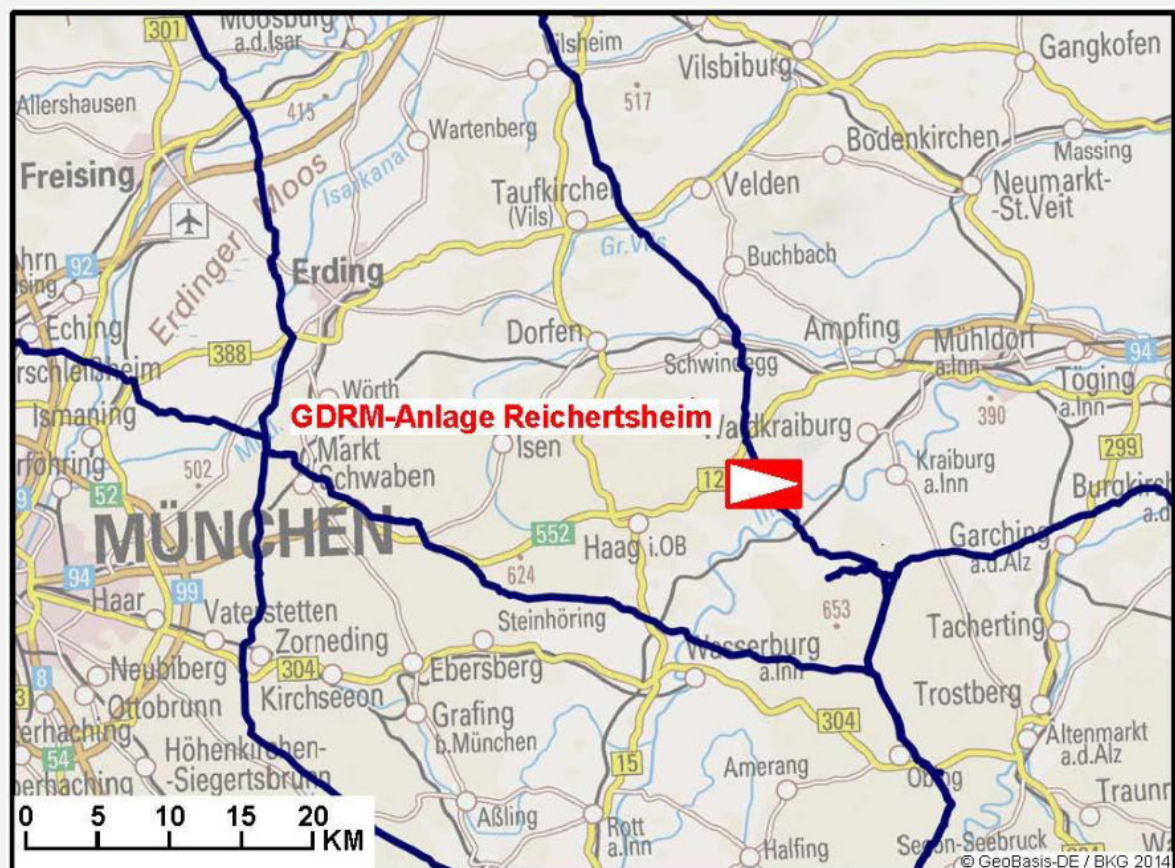 301
Moosburg
a.d.Isar
Vilsheim
Vilsbiburg
Gangkofen
Allershausen
415
517
Wartenberg
Bodenkirchen
Massing
Freising
Moos
Isarkanal
Taufkirchen
(Vils)
Velden
Neumarkt-
-St.Veit
Gr.Vils
Buchbach
92
Erdinger
Erding
Eching
388
Dorfen
Schwindegg
Ampfing
Mühldorf
a.Inn
94
Töging
a.Inn
Ismaning
Wörth
GDRM-Anlage Reichertsheim
Waldkraiburg
390
299
502
Markt
Schwaben
Isen
12
Kraiburg
a.Inn
52
MÜNCHEN
552
Haag i.OB
Garching
a.d.Alz
94
99
624
Haar
Vaterstetten
Steinhöring
653
Tacherting
Zorneding
Neubiberg
304
Kirchseeon
Ebersberg
Wasserburg
a.Inn
Trostberg
8
Ottobrunn
Grafing
b.München
304
Altenmarkt
a.d.Alz
54
Höhenkirchen-
-Siegertsbrunn
15
Amerang
Obing
Aßling
Rott
a.Inn
Halfing
0 5 10 15 20
KM
© GeoBasis-DE / BKG 2014